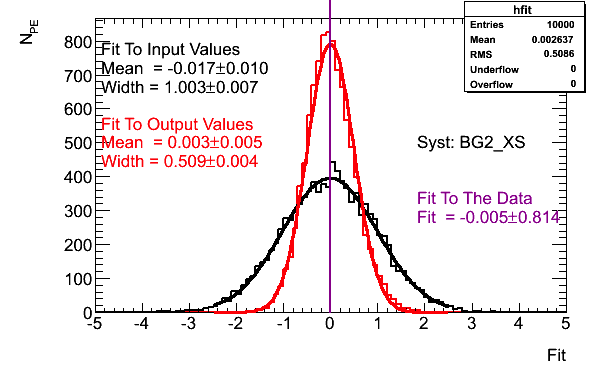 hfit
Entries 10000
Mean 0.002637
RMS 0.5086
Underflow 0
Overflow 0
N_PE
800
700
600
500
400
300
200
100
0
Fit To Input Values
Mean = -0.017±0.010
Width = 1.003±0.007
Fit To Output Values
Mean = 0.003±0.005
Width = 0.509±0.004
Syst: BG2_XS
Fit To The Data
Fit = -0.005±0.814
-5 -4 -3 -2 -1 0 1 2 3 4 5
Fit